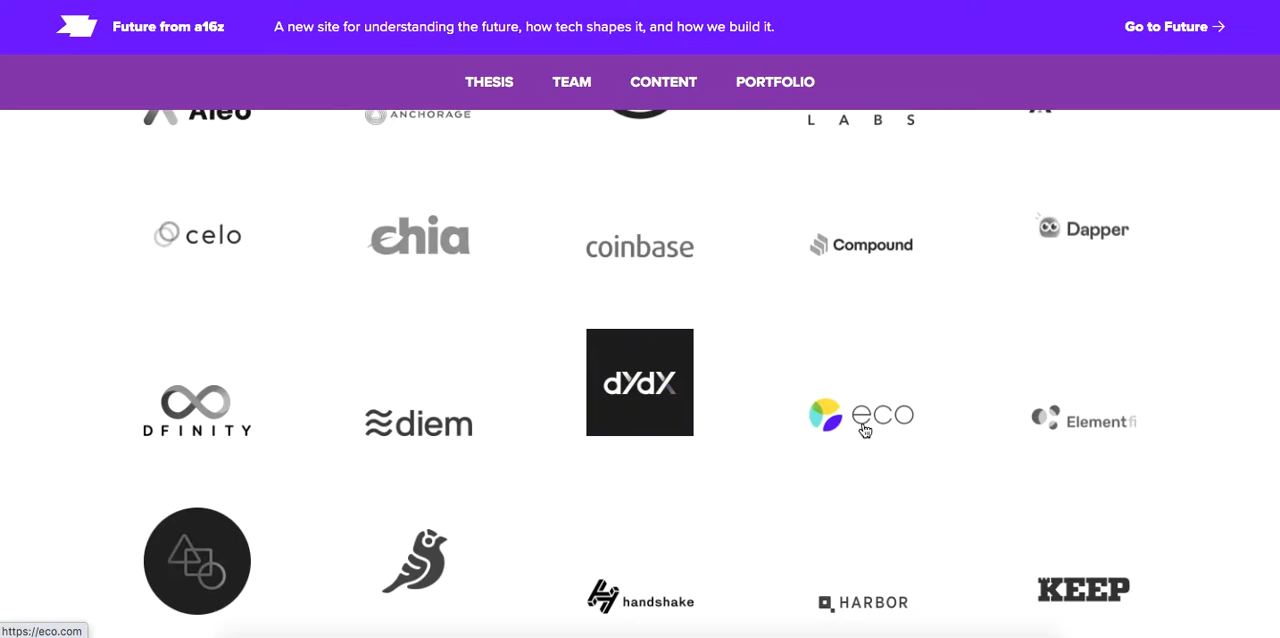 Future from a16z
A new site for understanding the future, how tech shapes it, and how we build it.
Go to Future →
THESIS
TEAM
CONTENT
PORTFOLIO
Aleo
ANCHORAGE
LABS
celo
chia
coinbase
Compound
Dapper
DFINITY
diem
dYdX
eco
Elementfi
handshake
HARBOR
KEEP
https://eco.com